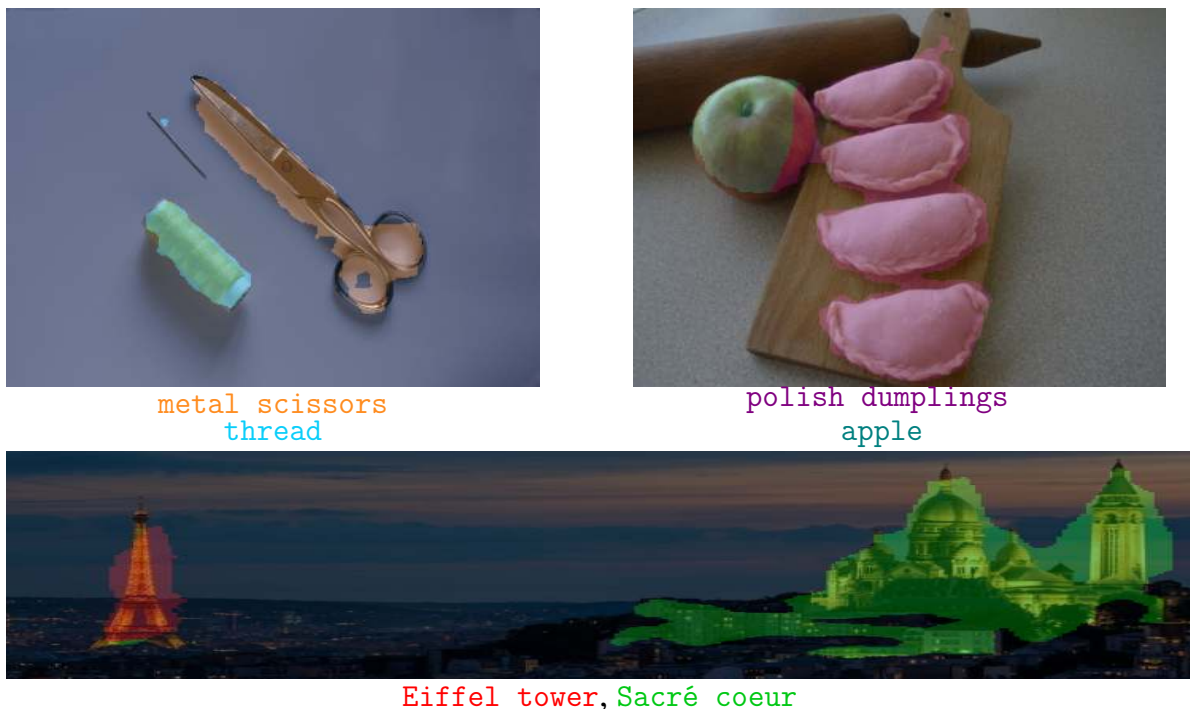 metal scissors
thread
polish dumplings
apple
Eiffel tower, Sacré coeur